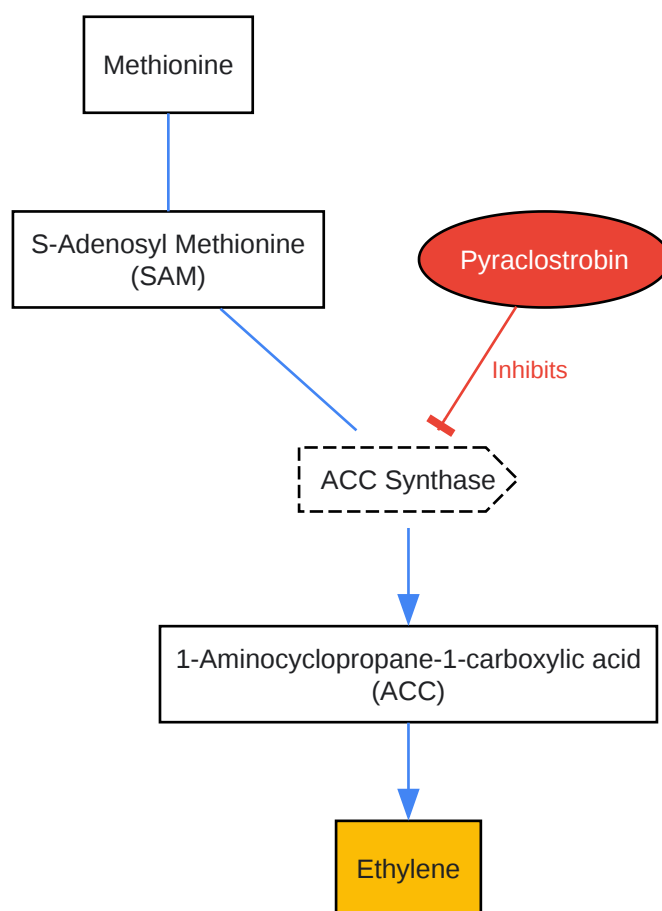 Methionine
S-Adenosyl Methionine
(SAM)
Pyraclostrobin
Inhibits
ACC Synthase
1-Aminocyclopropane-1-carboxylic acid
(ACC)
Ethylene